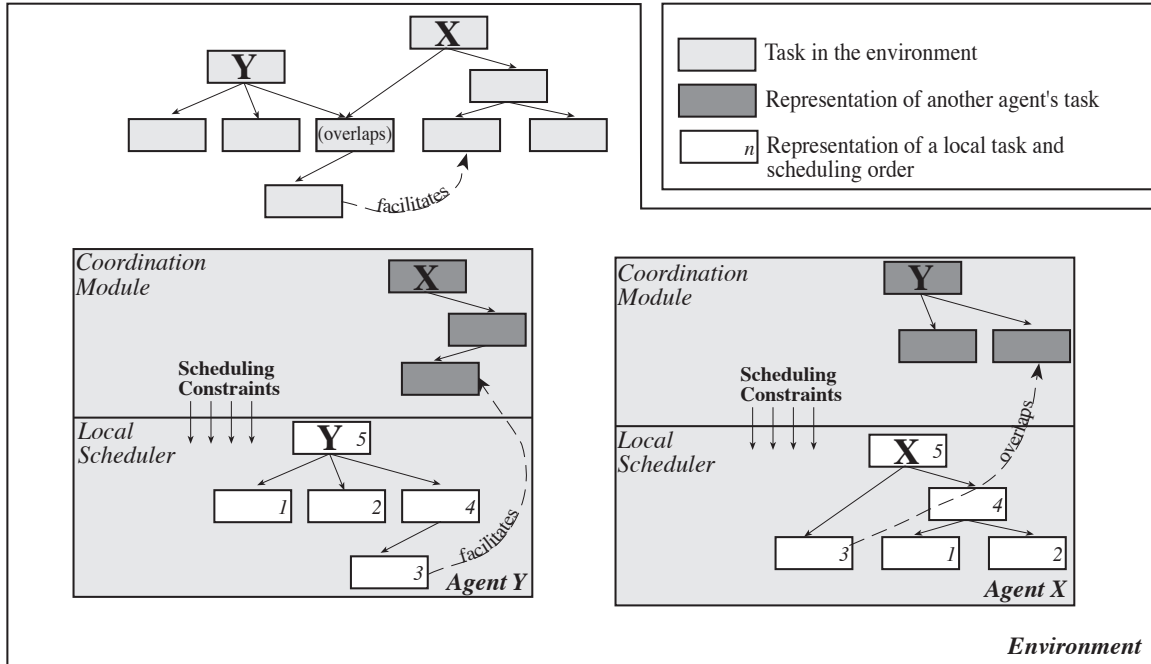 X
Y
(overlaps)
facilitates
Task in the environment
Representation of another agent's task
n
Representation of a local task and
scheduling order
Coordination
Module
X
Scheduling
Constraints
Local
Scheduler
Y 5
1
2
4
3
facilitates
Agent Y
Coordination
Module
Y
Scheduling
Constraints
Local
Scheduler
X 5
overlaps
4
3
1
2
Agent X
Environment